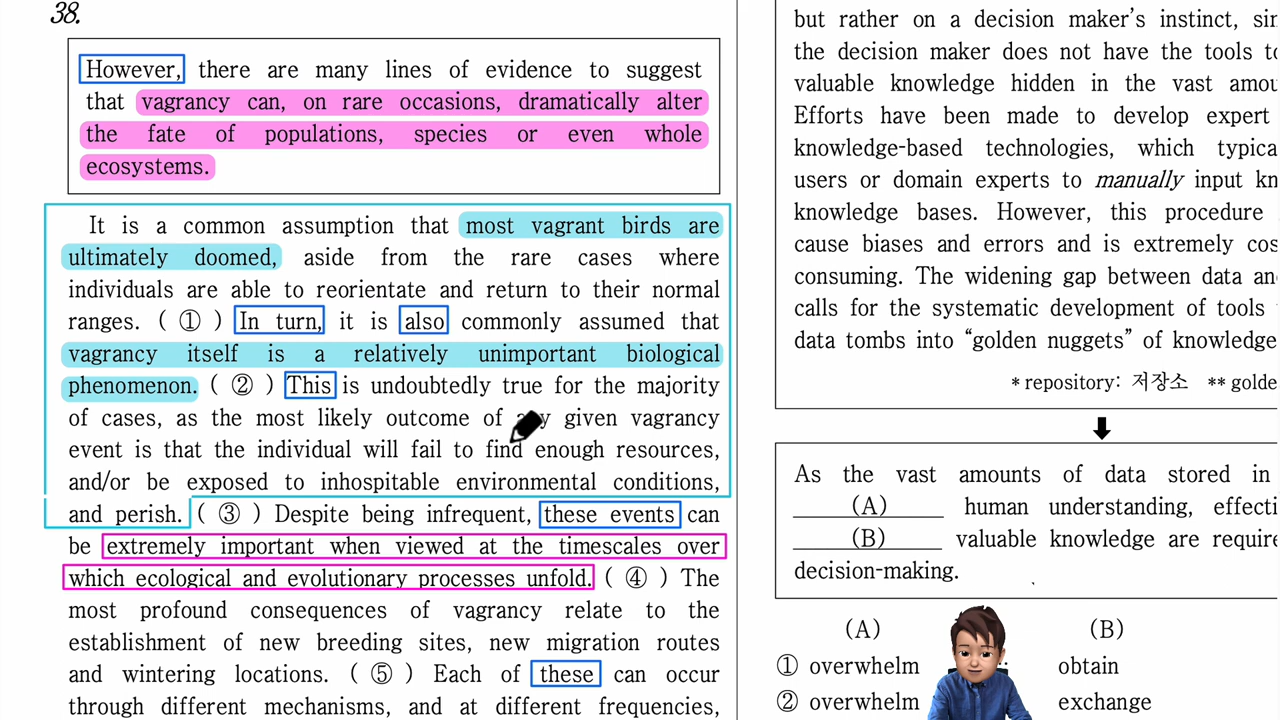 38.
However, there are many lines of evidence to suggest
that vagrancy can, on rare occasions, dramatically alter
the fate of populations, species or even whole
ecosystems.
It is a common assumption that most vagrant birds are
ultimately doomed, aside from the rare cases where
individuals are able to reorientate and return to their normal
ranges. ( ① ) In turn, it is also commonly assumed that
vagrancy itself is a relatively unimportant biological
phenomenon. ( ② ) This is undoubtedly true for the majority
of cases, as the most likely outcome of any given vagrancy
event is that the individual will fail to find enough resources,
and/or be exposed to inhospitable environmental conditions,
and perish. ( ③ ) Despite being infrequent, these events can
be extremely important when viewed at the timescales over
which ecological and evolutionary processes unfold. ( ④ ) The
most profound consequences of vagrancy relate to the
establishment of new breeding sites, new migration routes
and wintering locations. ( ⑤ ) Each of these can occur
through different mechanisms, and at different frequencies,
but rather on a decision maker's instinct,
the decision maker does not have the tools
valuable knowledge hidden in the vast
Efforts have been made to develop expert
knowledge-based technologies, which
users or domain experts to manually input
knowledge bases. However, this procedure
cause biases and errors and is extremely
consuming. The widening gap between data
calls for the systematic development of tools
data tombs into “golden nuggets” of knowledge
* repository: 저장소 **
As the vast amounts of data stored in
(A) human understanding,
(B) valuable knowledge are
decision-making.
(A) (B)
① overwhelm obtain
② overwhelm exchange